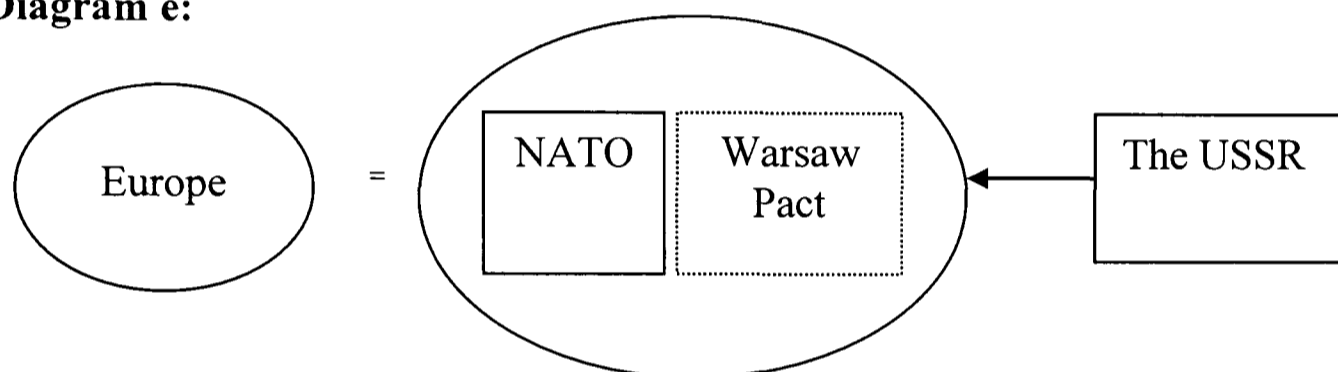 Diagram e:
Europe
=
NATO
Warsaw
Pact
The USSR